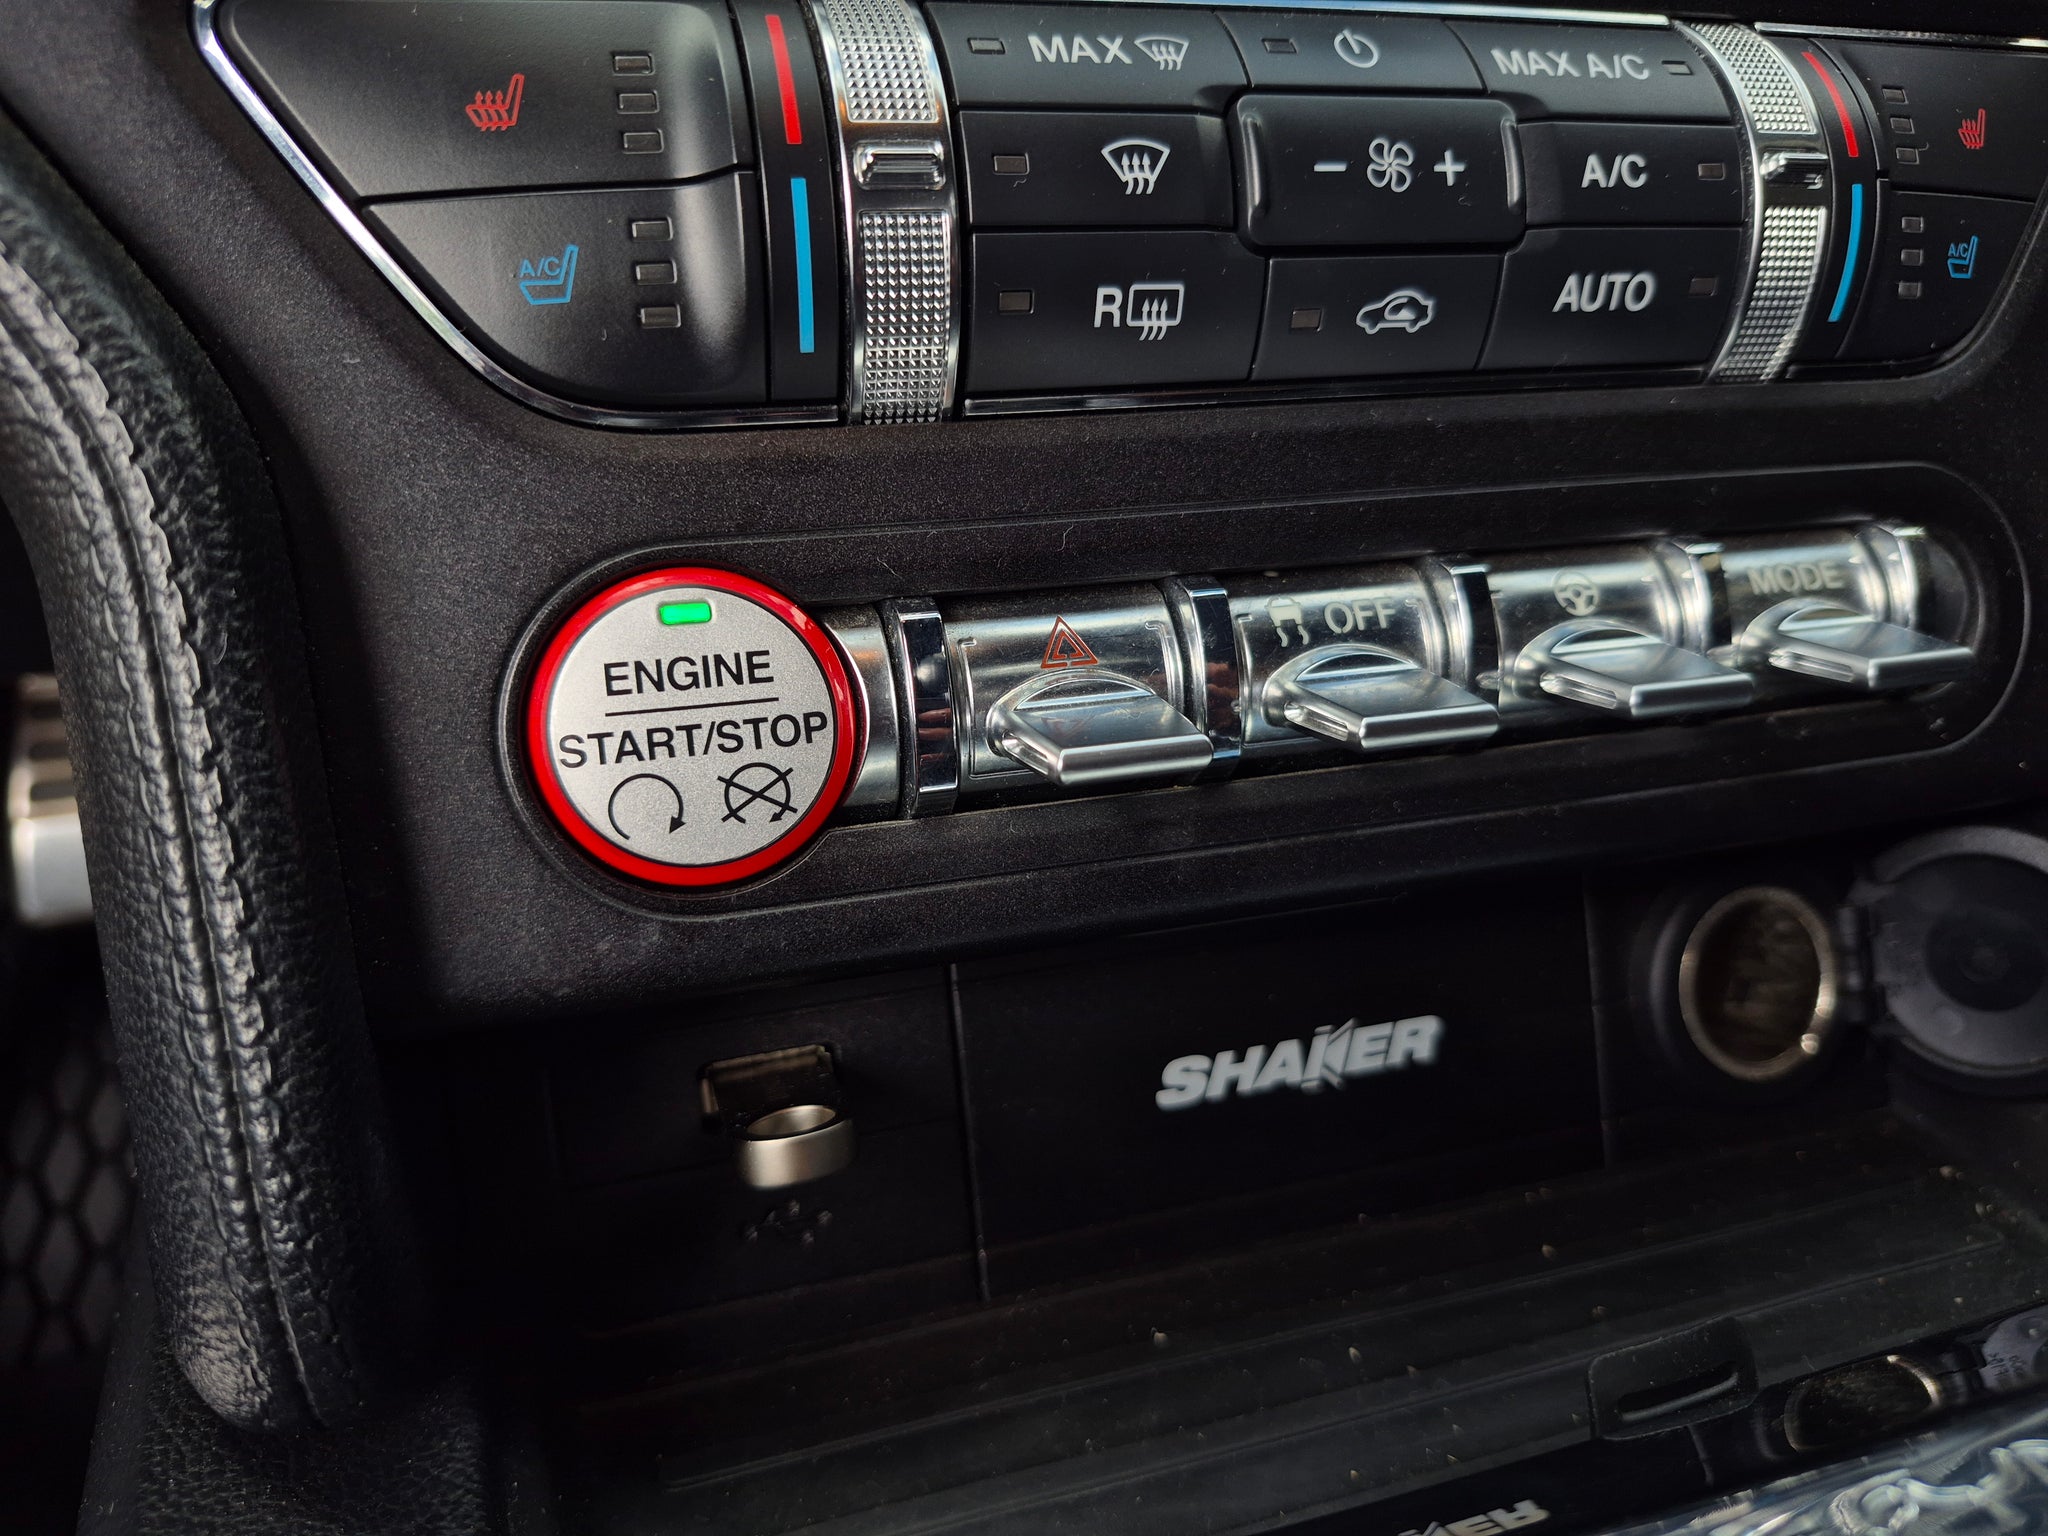 MAX
MAX A/C
A/C
A/C
R
AUTO
A/C
ENGINE
START/STOP
OFF
MODE
SHAKER